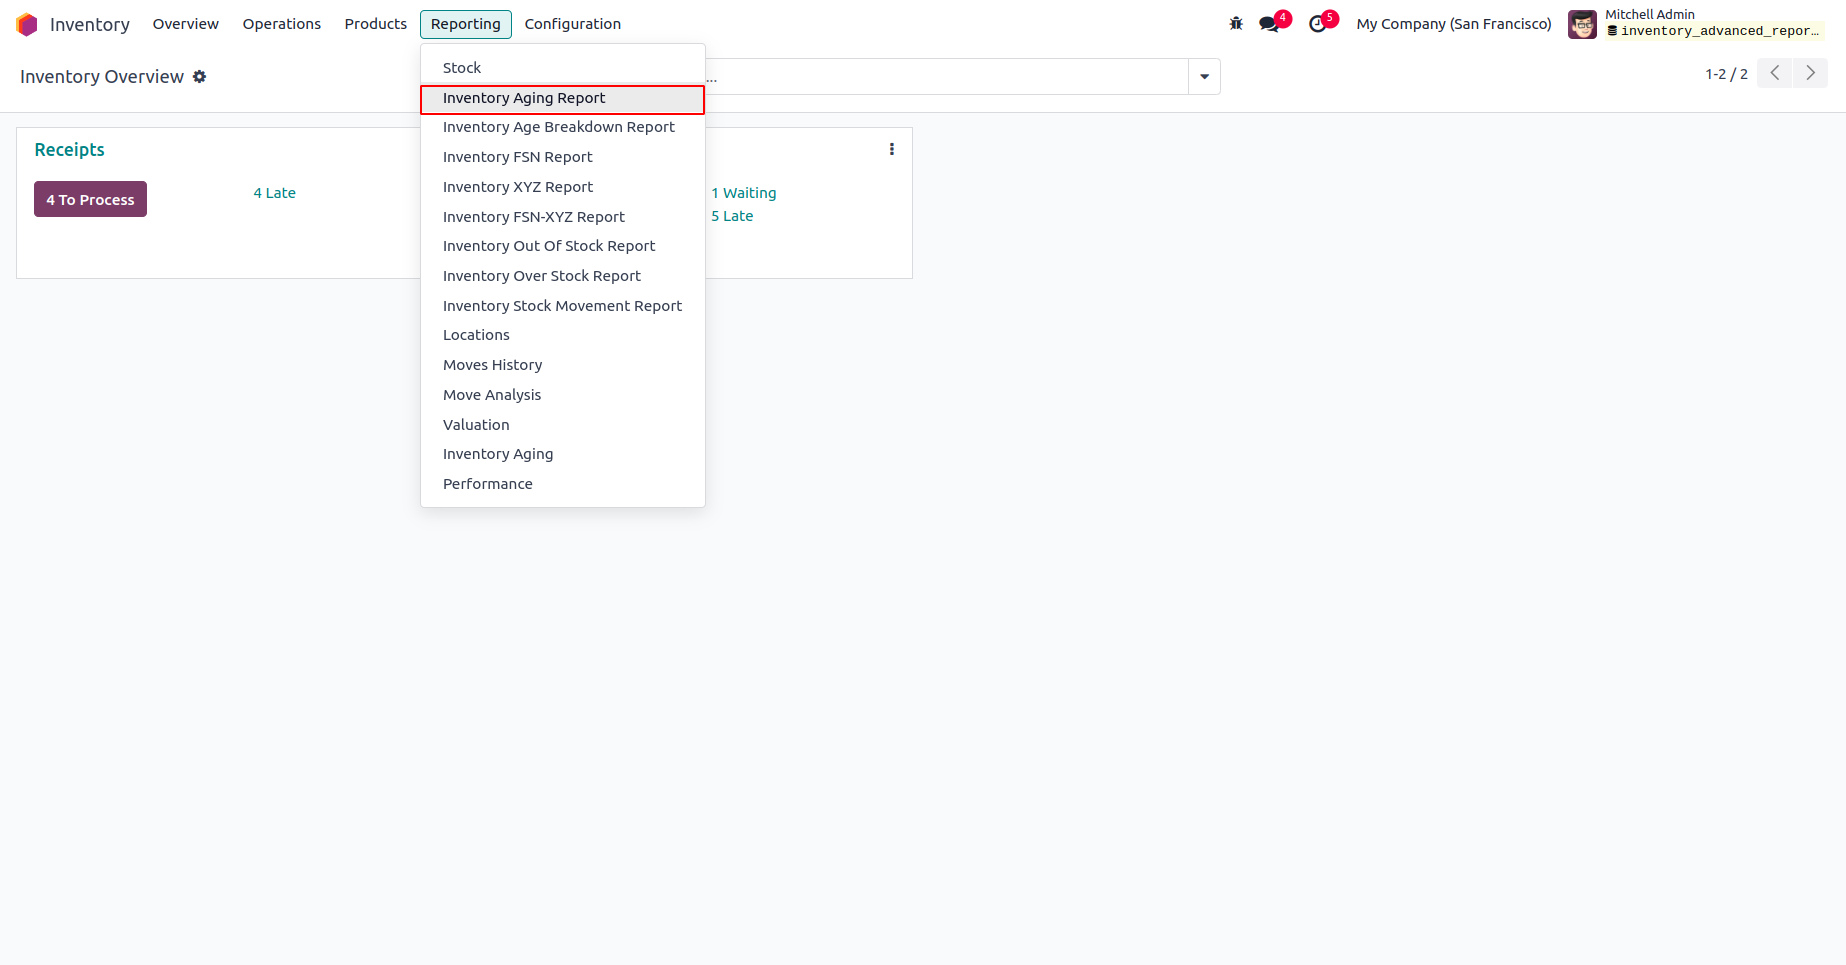 Inventory Overview Operations Products Reporting Configuration 4 5 My Company (San Francisco) Mitchell Admin
inventory_advanced_repor...
Inventory Overview ... 1-2 / 2
Stock
Inventory Aging Report
Inventory Age Breakdown Report
Inventory FSN Report
Inventory XYZ Report
Inventory FSN-XYZ Report
Inventory Out Of Stock Report
Inventory Over Stock Report
Inventory Stock Movement Report
Locations
Moves History
Move Analysis
Valuation
Inventory Aging
Performance
Receipts
4 To Process
4 Late
1 Waiting
5 Late